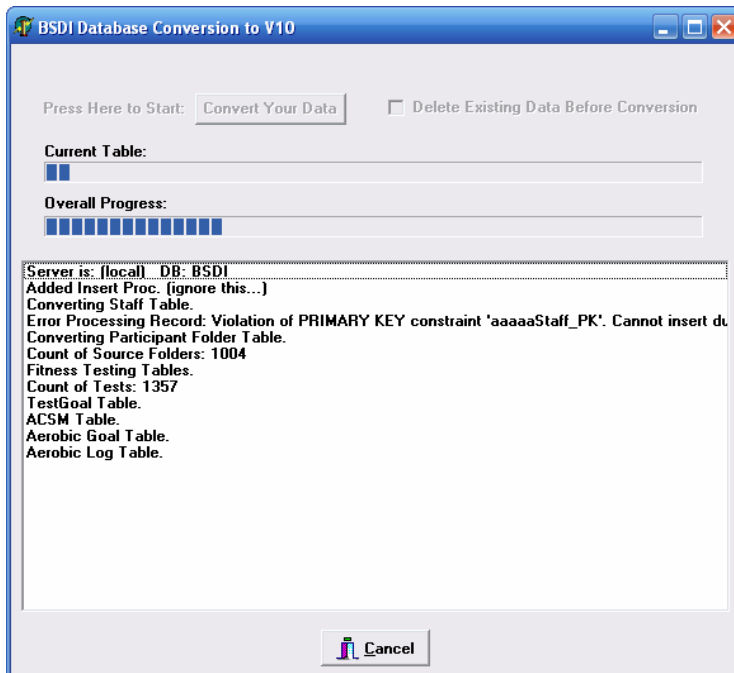 BSDI Database Conversion to V10
Press Here to Start: Convert Your Data Delete Existing Data Before Conversion
Current Table:
Overall Progress:
Server is: (local) DB: BSDI
Added Insert Proc. (ignore this...)
Converting Staff Table.
Error Processing Record: Violation of PRIMARY KEY constraint 'aaaaaStaff_PK'. Cannot insert du
Converting Participant Folder Table.
Count of Source Folders: 1004
Fitness Testing Tables.
Count of Tests: 1357
TestGoal Table.
ACSM Table.
Aerobic Goal Table.
Aerobic Log Table.
Cancel